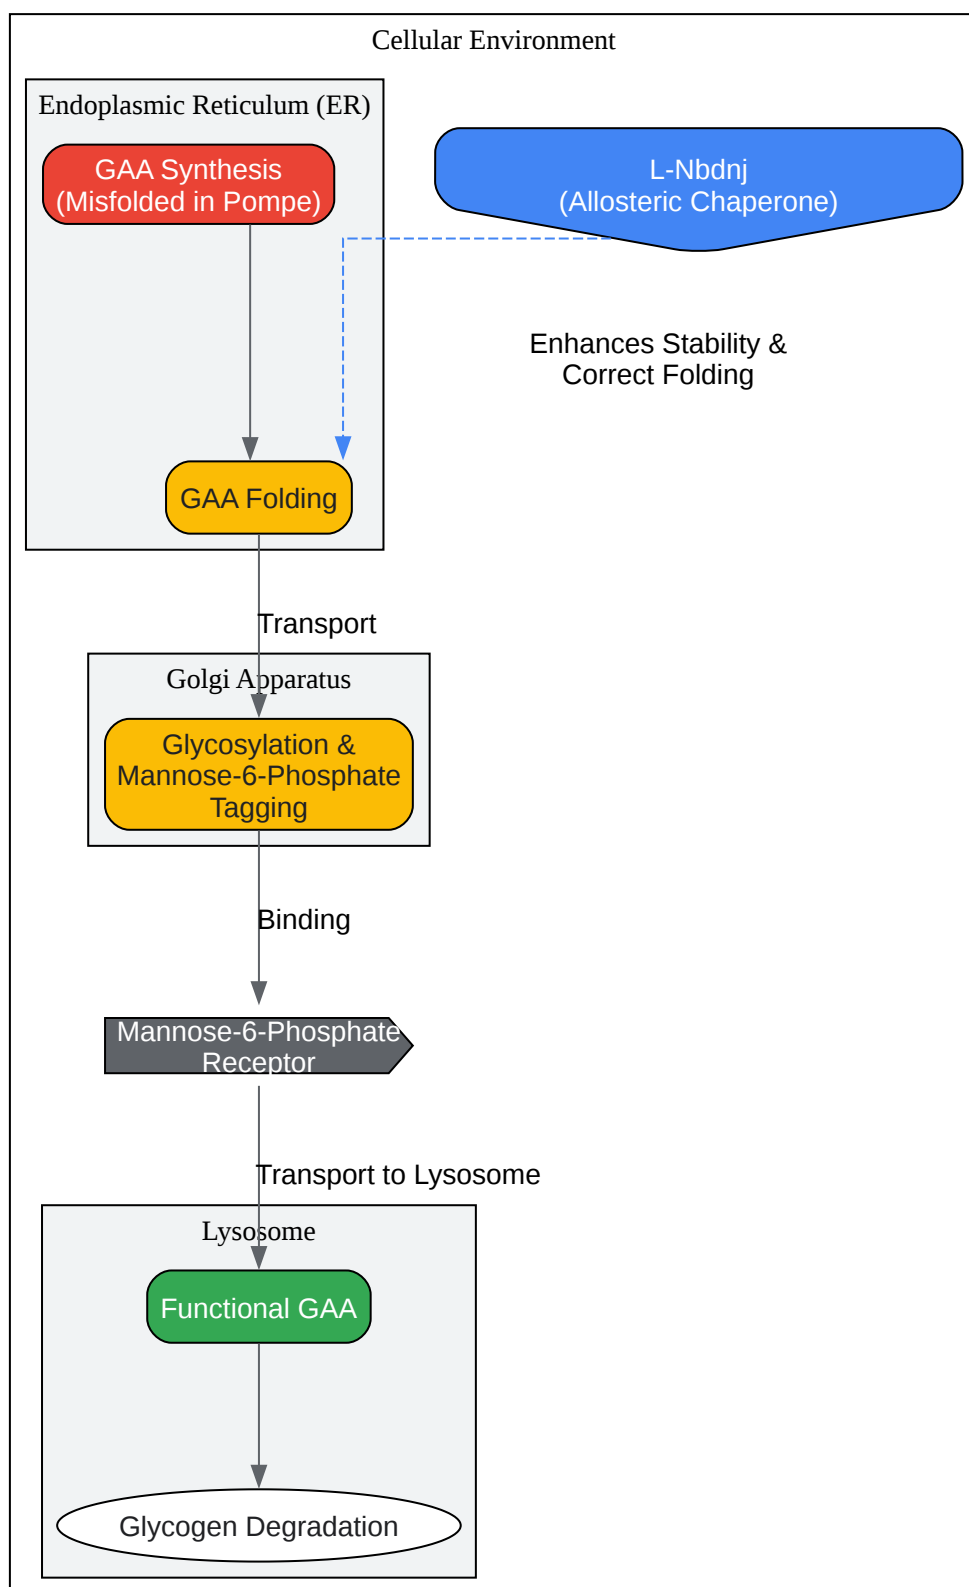 Cellular Environment
Endoplasmic Reticulum (ER)
GAA Synthesis
(Misfolded in Pompe)
L-Nbdnj
(Allosteric Chaperone)
Enhances Stability &
Correct Folding
GAA Folding
Transport
Golgi Apparatus
Glycosylation &
Mannose-6-Phosphate
Tagging
Binding
Mannose-6-Phosphate
Receptor
Transport to Lysosome
Lysosome
Functional GAA
Glycogen Degradation